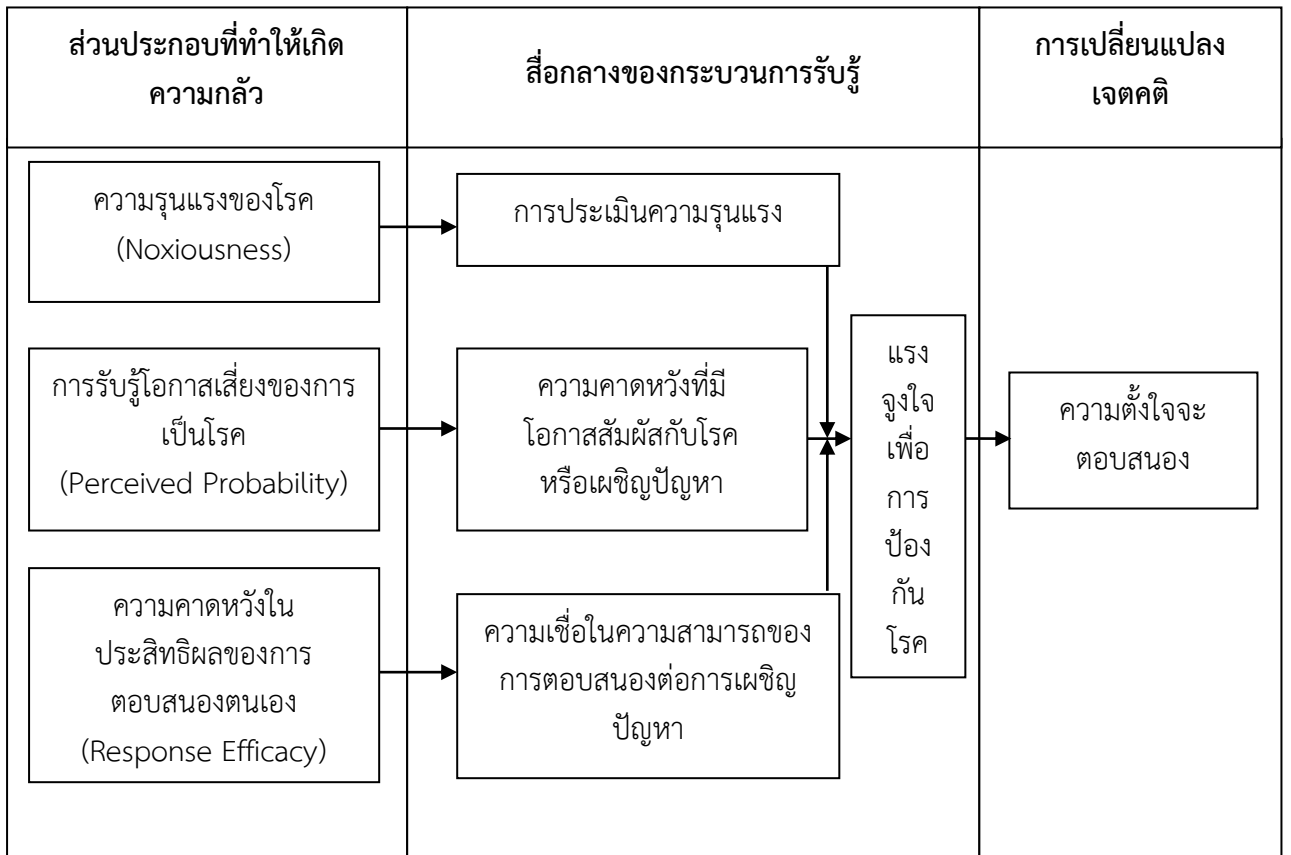 ส่วนประกอบที่ทำให้เกิด
ความกลัว
สื่อกลางของกระบวนการรับรู้
การเปลี่ยนแปลง
เจตคติ
ความรุนแรงของโรค
(Noxiousness)
การประเมินความรุนแรง
การรับรู้โอกาสเสี่ยงของการ
เป็นโรค
(Perceived Probability)
ความคาดหวังที่มี
โอกาสสัมผัสกับโรค
หรือเผชิญปัญหา
ความคาดหวังใน
ประสิทธิผลของการ
ตอบสนองตนเอง
(Response Efficacy)
ความเชื่อในความสามารถของ
การตอบสนองต่อการเผชิญ
ปัญหา
แรง
จูงใจ
เพื่อ
การ
ป้อง
กัน
โรค
ความตั้งใจจะ
ตอบสนอง